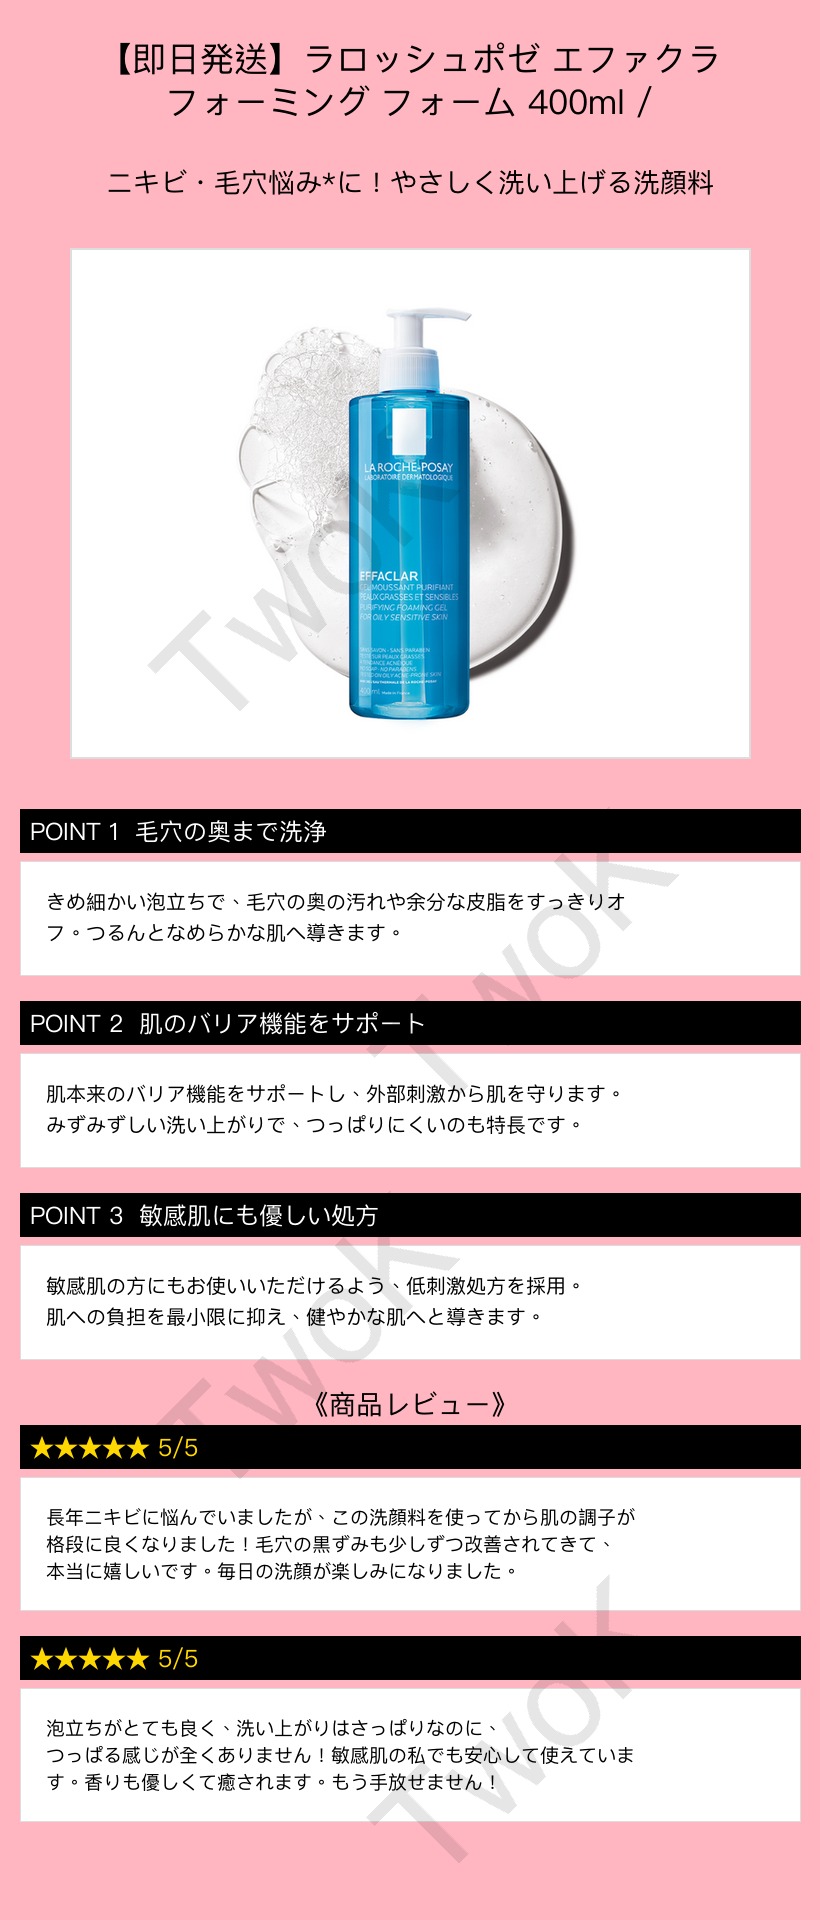 【即日発送】ラロッシュポゼ エファクラ
フォーミング フォーム 400ml /
ニキビ・毛穴悩み*に！やさしく洗い上げる洗顔料
LA ROCHE-POSAY
LABORATOIRE DERMATOLOGIQUE
EFFACLAR
GEL MOUSSANT PURIFIANT
PEAUX GRASSES ET SENSIBLES
PURIFYING FOAMING GEL
FOR OILY SENSITIVE SKIN
400 ml Made in France
Twok
POINT 1 毛穴の奥まで洗浄
きめ細かい泡立ちで、毛穴の奥の汚れや余分な皮脂をすっきりオ
フ。つるんとなめらかな肌へ導きます。
Twok
POINT 2 肌のバリア機能をサポート
肌本来のバリア機能をサポートし、外部刺激から肌を守ります。
みずみずしい洗い上がりで、つっぱりにくいのも特長です。
POINT 3 敏感肌にも優しい処方
敏感肌の方にもお使いいただけるよう、低刺激処方を採用。
肌への負担を最小限に抑え、健やかな肌へと導きます。
Twok
《商品レビュー》
★★★★★ 5/5
長年ニキビに悩んでいましたが、この洗顔料を使ってから肌の調子が
格段に良くなりました！毛穴の黒ずみも少しずつ改善されてきて、
本当に嬉しいです。毎日の洗顔が楽しみになりました。
★★★★★ 5/5
泡立ちがとても良く、洗い上がりはさっぱりなのに、
つっぱる感じが全くありません！敏感肌の私でも安心して使えていま
す。香りも優しくて癒されます。もう手放せません！
Twok